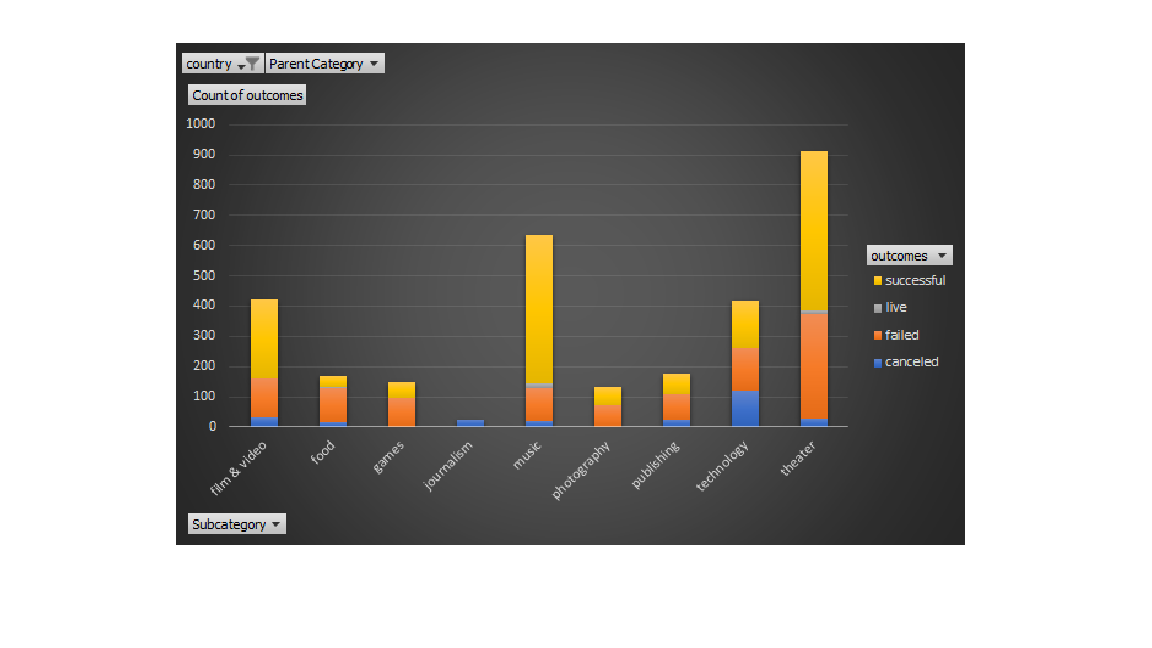 country Parent Category
Count of outcomes
1000
900
800
700
600
500
400
300
200
100
0
film & video food games journalism music photography publishing technology theater
outcomes
successful
live
failed
canceled
Subcategory